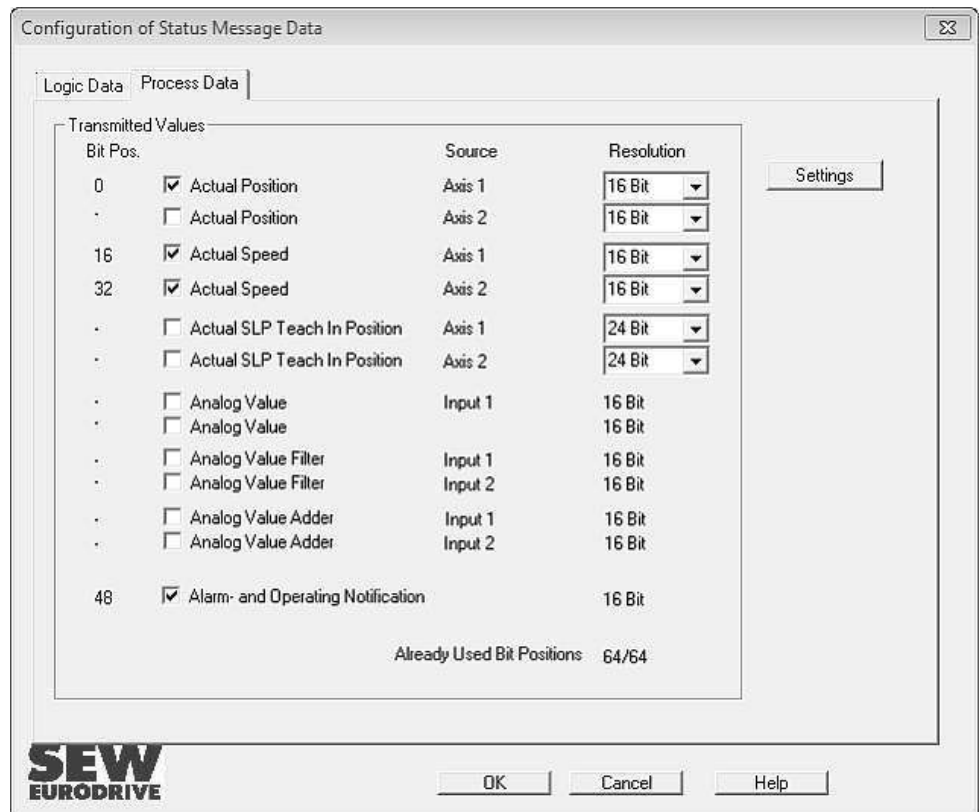 Configuration of Status Message Data
Logic Data Process Data
Transmitted Values
Bit Pos. Source Resolution
Settings
0 Actual Position Axis 1 16 Bit
- Actual Position Axis 2 16 Bit
16 Actual Speed Axis 1 16 Bit
32 Actual Speed Axis 2 16 Bit
- Actual SLP Teach In Position Axis 1 24 Bit
- Actual SLP Teach In Position Axis 2 24 Bit
- Analog Value Input 1 16 Bit
- Analog Value 16 Bit
- Analog Value Filter Input 1 16 Bit
- Analog Value Filter Input 2 16 Bit
- Analog Value Adder Input 1 16 Bit
- Analog Value Adder Input 2 16 Bit
48 Alarm- and Operating Notification 16 Bit
Already Used Bit Positions 64/64
SEW
EURODRIVE
OK Cancel Help